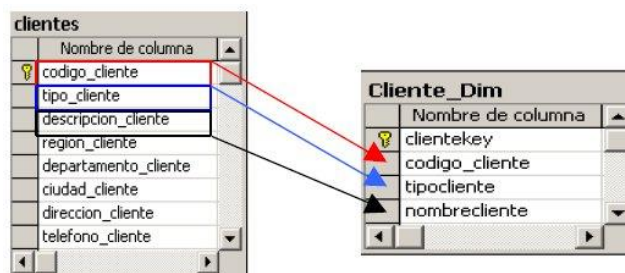 clientes
Nombre de columna
codigo_cliente
tipo_cliente
descripcion_cliente
region_cliente
departamento_cliente
ciudad_cliente
direccion_cliente
telefono_cliente
Cliente_Dim
Nombre de columna
clientekey
codigo_cliente
tipocliente
nombrecliente